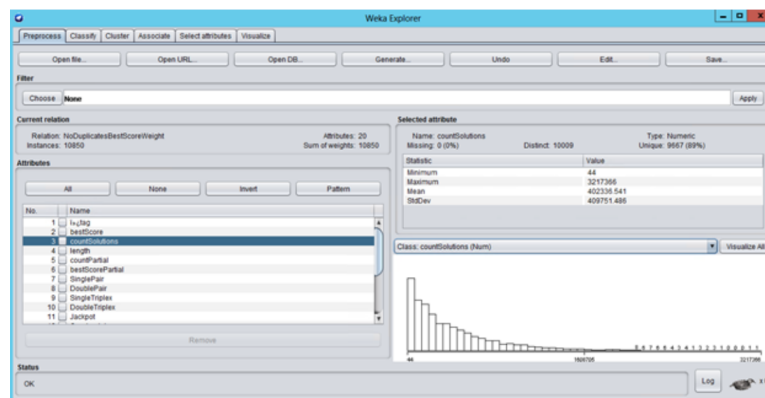 Weka Explorer
Preprocess Classify Cluster Associate Select attributes Visualize
Open file... Open URL... Open DB... Generate... Undo Edit... Save...
Filter
Choose None Apply
Current relation
Relation: NoDuplicatesBestScoreWeight Attributes: 20
Instances: 10850 Sum of weights: 10850
Selected attribute
Name: countSolutions Type: Numeric
Missing: 0 (0%) Distinct: 10009 Unique: 9667 (89%)
Statistic Value
Minimum 44
Maximum 3217366
Mean 402336.541
StdDev 409751.486
Attributes
All None Invert Pattern
No. Name
1 ï»¿tag
2 bestScore
3 countSolutions
4 length
5 countPartial
6 bestScorePartial
7 SinglePair
8 DoublePair
9 SingleTriplex
10 DoubleTriplex
11 Jackpot
Remove
Class: countSolutions (Num) Visualize All
44 1608705 3217366
Status
OK
Log